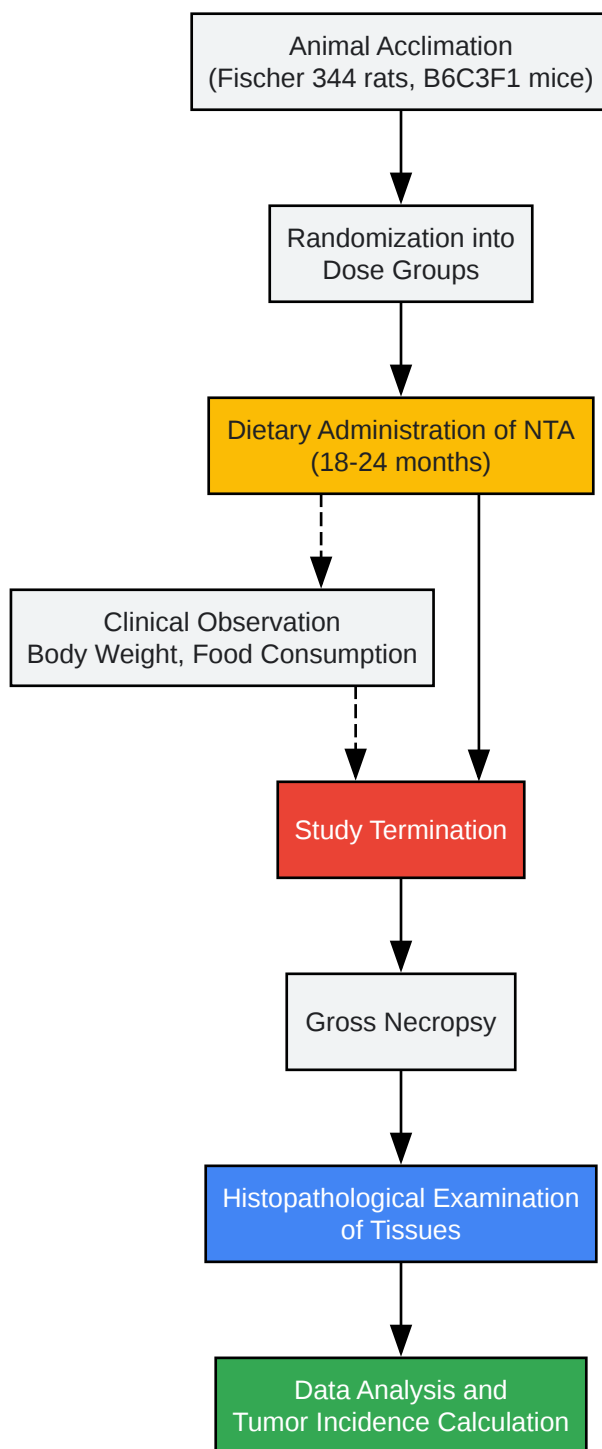 Animal Acclimation
(Fischer 344 rats, B6C3F1 mice)
Randomization into
Dose Groups
Dietary Administration of NTA
(18-24 months)
Clinical Observation
Body Weight, Food Consumption
Study Termination
Gross Necropsy
Histopathological Examination
of Tissues
Data Analysis and
Tumor Incidence Calculation